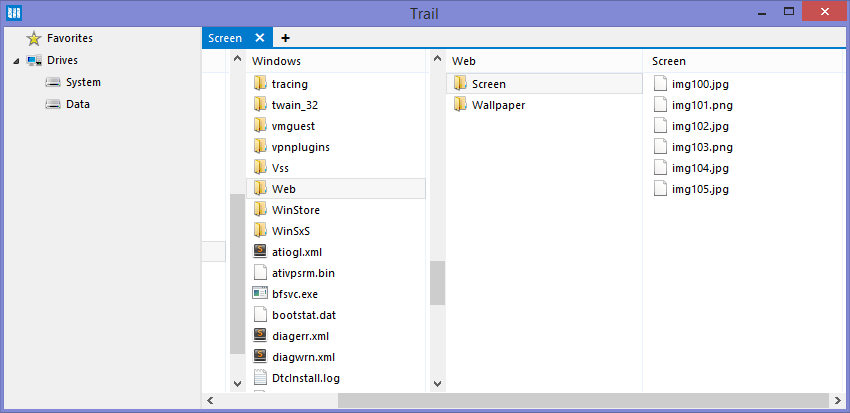 Trail
Favorites
Drives
System
Data
Screen +
Windows
tracing
twain_32
vmguest
vpnplugins
Vss
Web
WinStore
WinSxS
atiogl.xml
ativpsrm.bin
bfsvc.exe
bootstat.dat
diagerr.xml
diagwrn.xml
DtcInstall.log
Web
Screen
Wallpaper
Screen
img100.jpg
img101.png
img102.jpg
img103.png
img104.jpg
img105.jpg